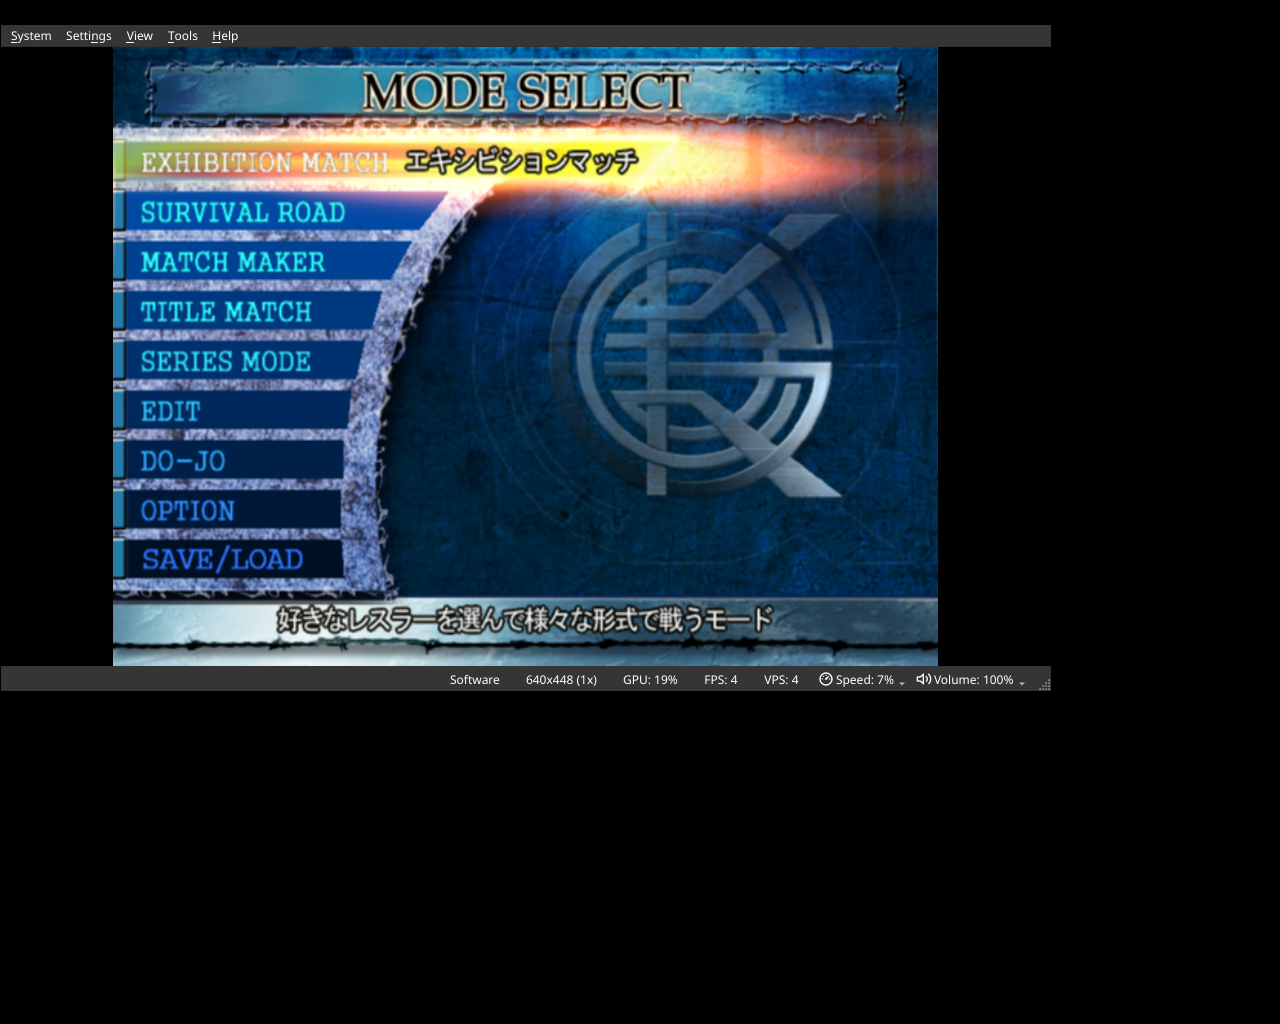 System Settings View Tools Help
MODE SELECT
EXHIBITION MATCH エキシビションマッチ
SURVIVAL ROAD
MATCH MAKER
TITLE MATCH
SERIES MODE
EDIT
DO-JO
OPTION
SAVE/LOAD
好きなレスラーを選んで様々な形式で戦うモード
Software 640x448 (1x) GPU: 19% FPS: 4 VPS: 4 Speed: 7% Volume: 100%